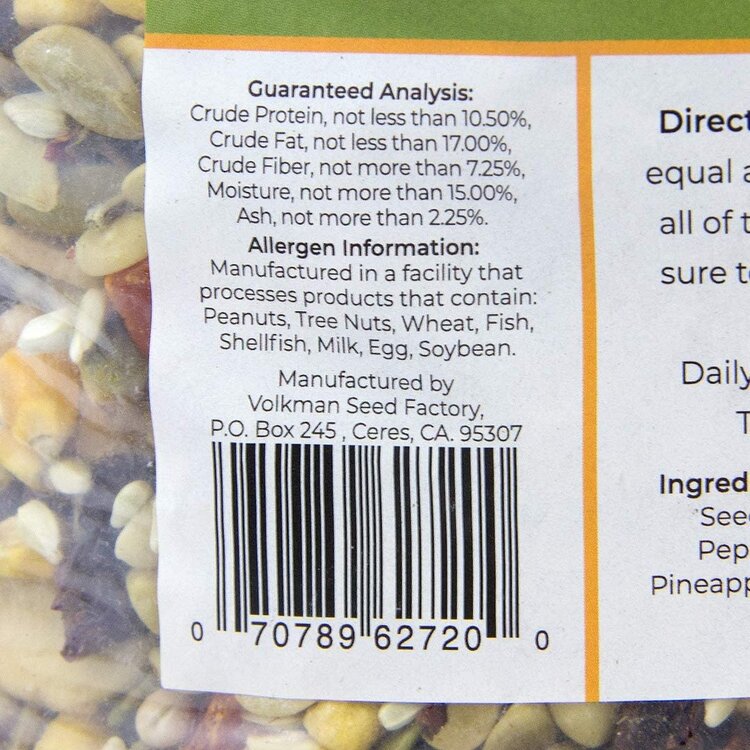 Guaranteed Analysis:
Crude Protein, not less than 10.50%,
Crude Fat, not less than 17.00%,
Crude Fiber, not more than 7.25%,
Moisture, not more than 15.00%,
Ash, not more than 2.25%.
Allergen Information:
Manufactured in a facility that
processes products that contain:
Peanuts, Tree Nuts, Wheat, Fish,
Shellfish, Milk, Egg, Soybean.
Manufactured by
Volkman Seed Factory,
P.O. Box 245 , Ceres, CA. 95307
0 70789 62720 0
Direct
equal a
all of t
sure to
Daily
T
Ingred
See
Pep
Pineapp